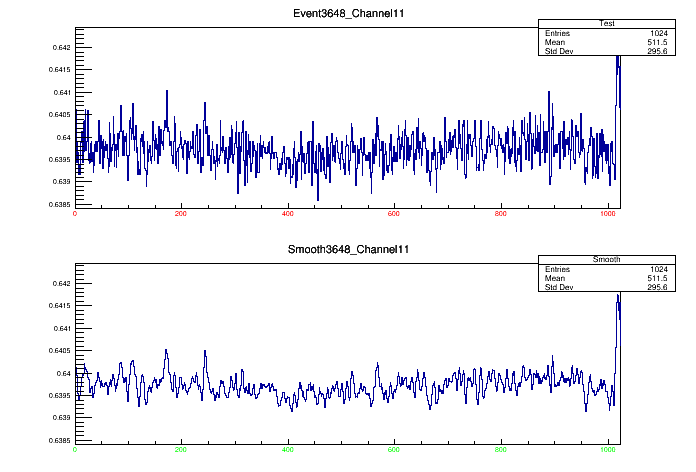 Event3648_Channel11
Test
Entries 1024
Mean 511.5
Std Dev 295.6
0.642
0.6415
0.641
0.6405
0.64
0.6395
0.639
0.6385
0 200 400 600 800 1000
Smooth3648_Channel11
Smooth
Entries 1024
Mean 511.5
Std Dev 295.6
0.642
0.6415
0.641
0.6405
0.64
0.6395
0.639
0.6385
0 200 400 600 800 1000